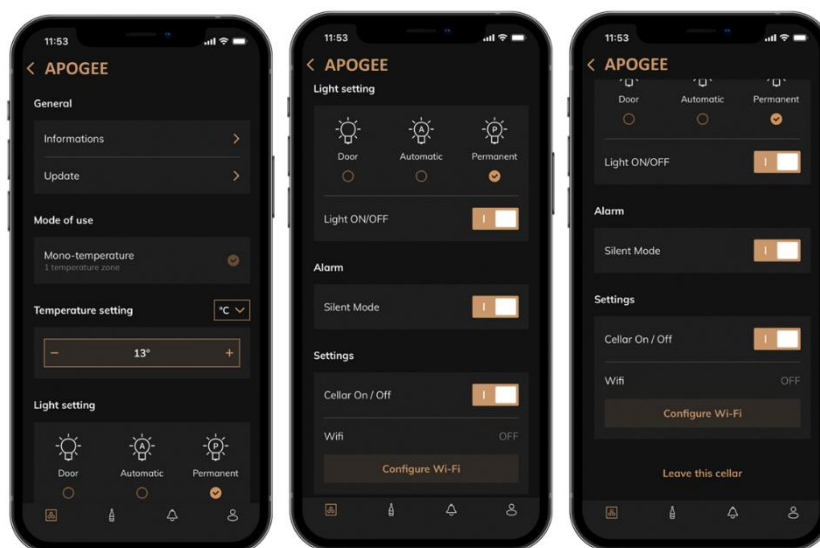 11:53
APOGEE
General
Informations
Update
Mode of use
Mono-temperature
1 temperature zone
Temperature setting
°C
− 13° +
Light setting
A P
Door Automatic Permanent
11:53
APOGEE
Light setting
A P
Door Automatic Permanent
Light ON/OFF
I
Alarm
Silent Mode
I
Settings
Cellar On / Off
I
Wifi OFF
Configure Wi-Fi
11:53
APOGEE
Door Automatic Permanent
Light ON/OFF
I
Alarm
Silent Mode
I
Settings
Cellar On / Off
I
Wifi OFF
Configure Wi-Fi
Leave this cellar